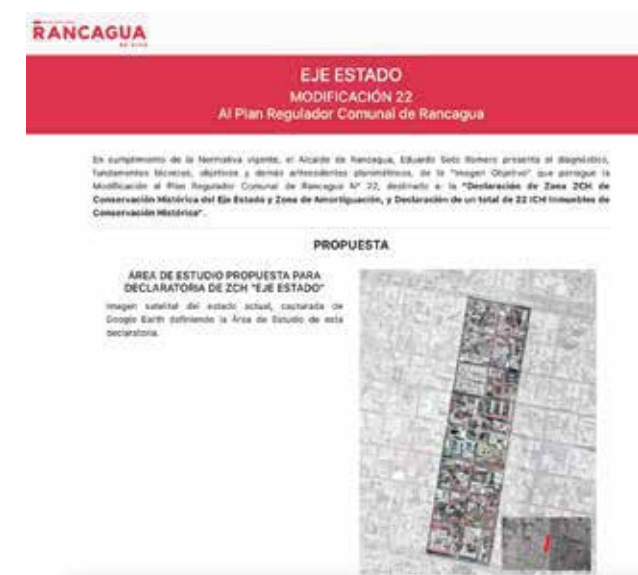 RANCAGUA
EJE ESTADO
MODIFICACIÓN 22
Al Plan Regulador Comunal de Rancagua
En cumplimiento de la Normativa vigente, el Alcalde de Rancagua, Eduardo Soto Romero presenta el diagnóstico,
fundamentos técnicos, objetivos y demás antecedentes planimétricos, de la "Imagen Objetivo" que persigue la
Modificación al Plan Regulador Comunal de Rancagua N° 22, destinado a la "Declaración de Zona ZCH de
Conservación Histórica del Eje Estado y Zona de Amortiguación, y Declaración de un total de 22 ICH Inmuebles de
Conservación Histórica".
PROPUESTA
ÁREA DE ESTUDIO PROPUESTA PARA
DECLARATORIA DE ZCH "EJE ESTADO"
Imagen satelital del estado actual, capturada de
Google Earth definiendo la Área de Estudio de esta
declaratoria.